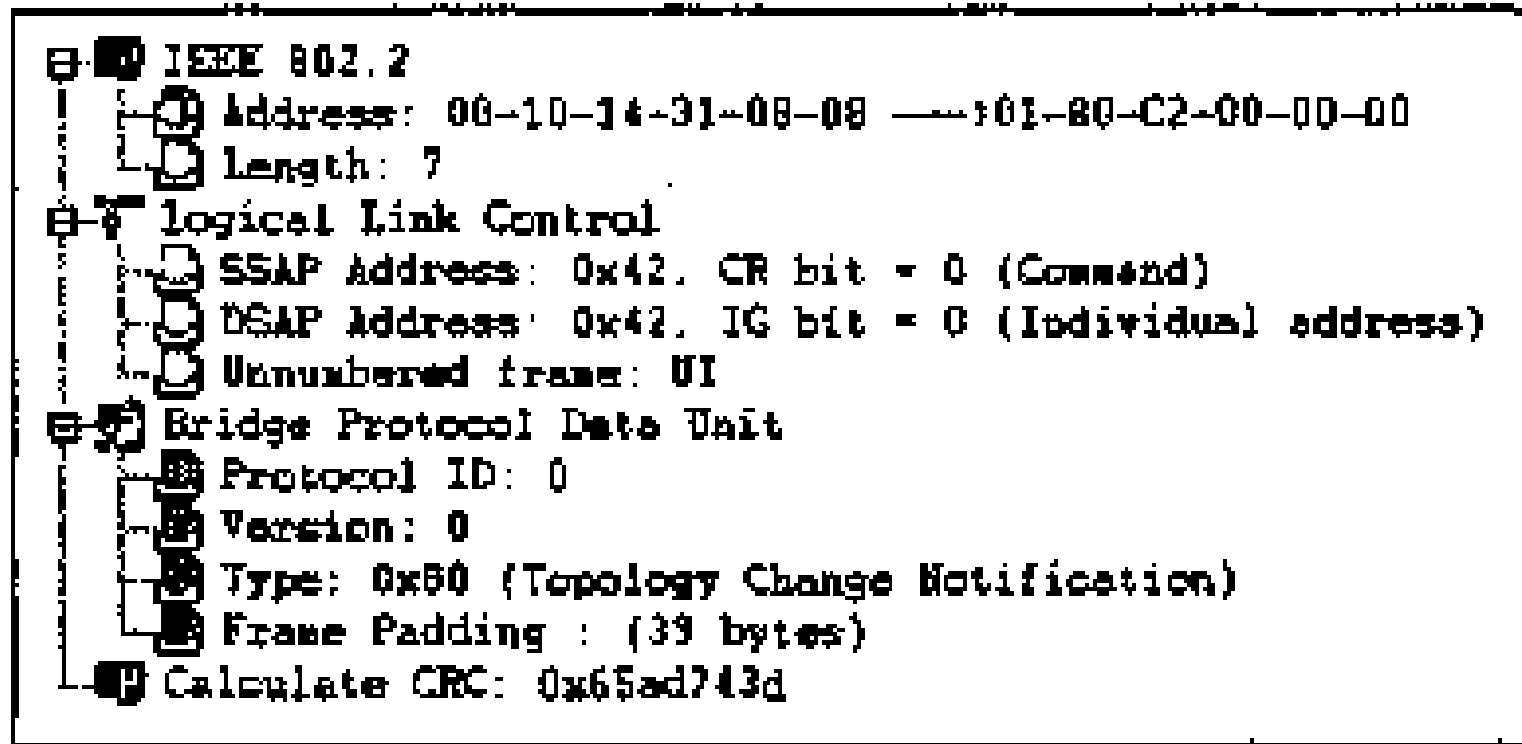 IEEE 802.2
Address: 00-10-14-31-08-08 ---->01-80-C2-00-00-00
Length: 7
logical Link Control
SSAP Address: 0x42, CR bit = 0 (Command)
DSAP Address: 0x42, IG bit = 0 (Individual address)
Unnumbered frame: UI
Bridge Protocol Data Unit
Protocol ID: 0
Version: 0
Type: 0x80 (Topology Change Notification)
Frame Padding : (39 bytes)
Calculate CRC: 0x65ad743d